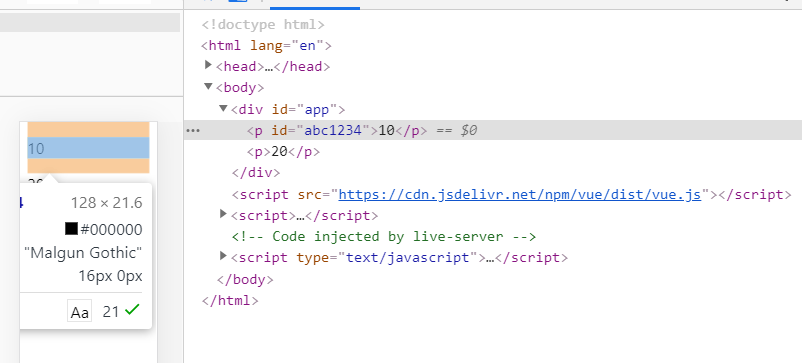 <!doctype html>
<html lang="en">
<head>…</head>
<body>
<div id="app">
<p id="abc1234">10</p> == $0
<p>20</p>
</div>
<script src="https://cdn.jsdelivr.net/npm/vue/dist/vue.js"></script>
<script>…</script>
<!-- Code injected by live-server -->
<script type="text/javascript">…</script>
</body>
</html>
10
4
128 × 21.6
#000000
"Malgun Gothic"
16px 0px
Aa 21